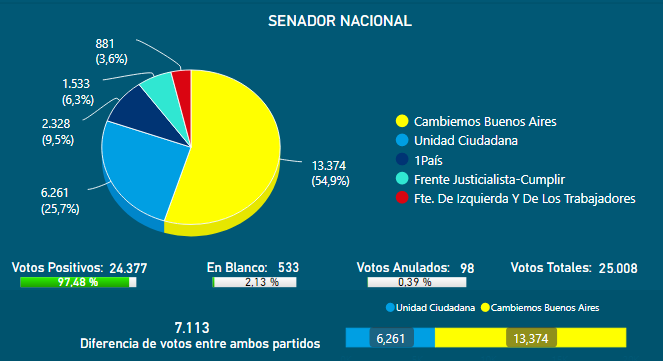 SENADOR NACIONAL
881
(3,6%)
1.533
(6,3%)
2.328
(9,5%)
6.261
(25,7%)
13.374
(54,9%)
Cambiemos Buenos Aires
Unidad Ciudadana
1País
Frente Justicialista-Cumplir
Fte. De Izquierda Y De Los Trabajadores
Votos Positivos: 24.377
97,48 %
En Blanco: 533
2,13 %
Votos Anulados: 98
0,39 %
Votos Totales: 25.008
7.113
Diferencia de votos entre ambos partidos
Unidad Ciudadana Cambiemos Buenos Aires
6,261 13,374